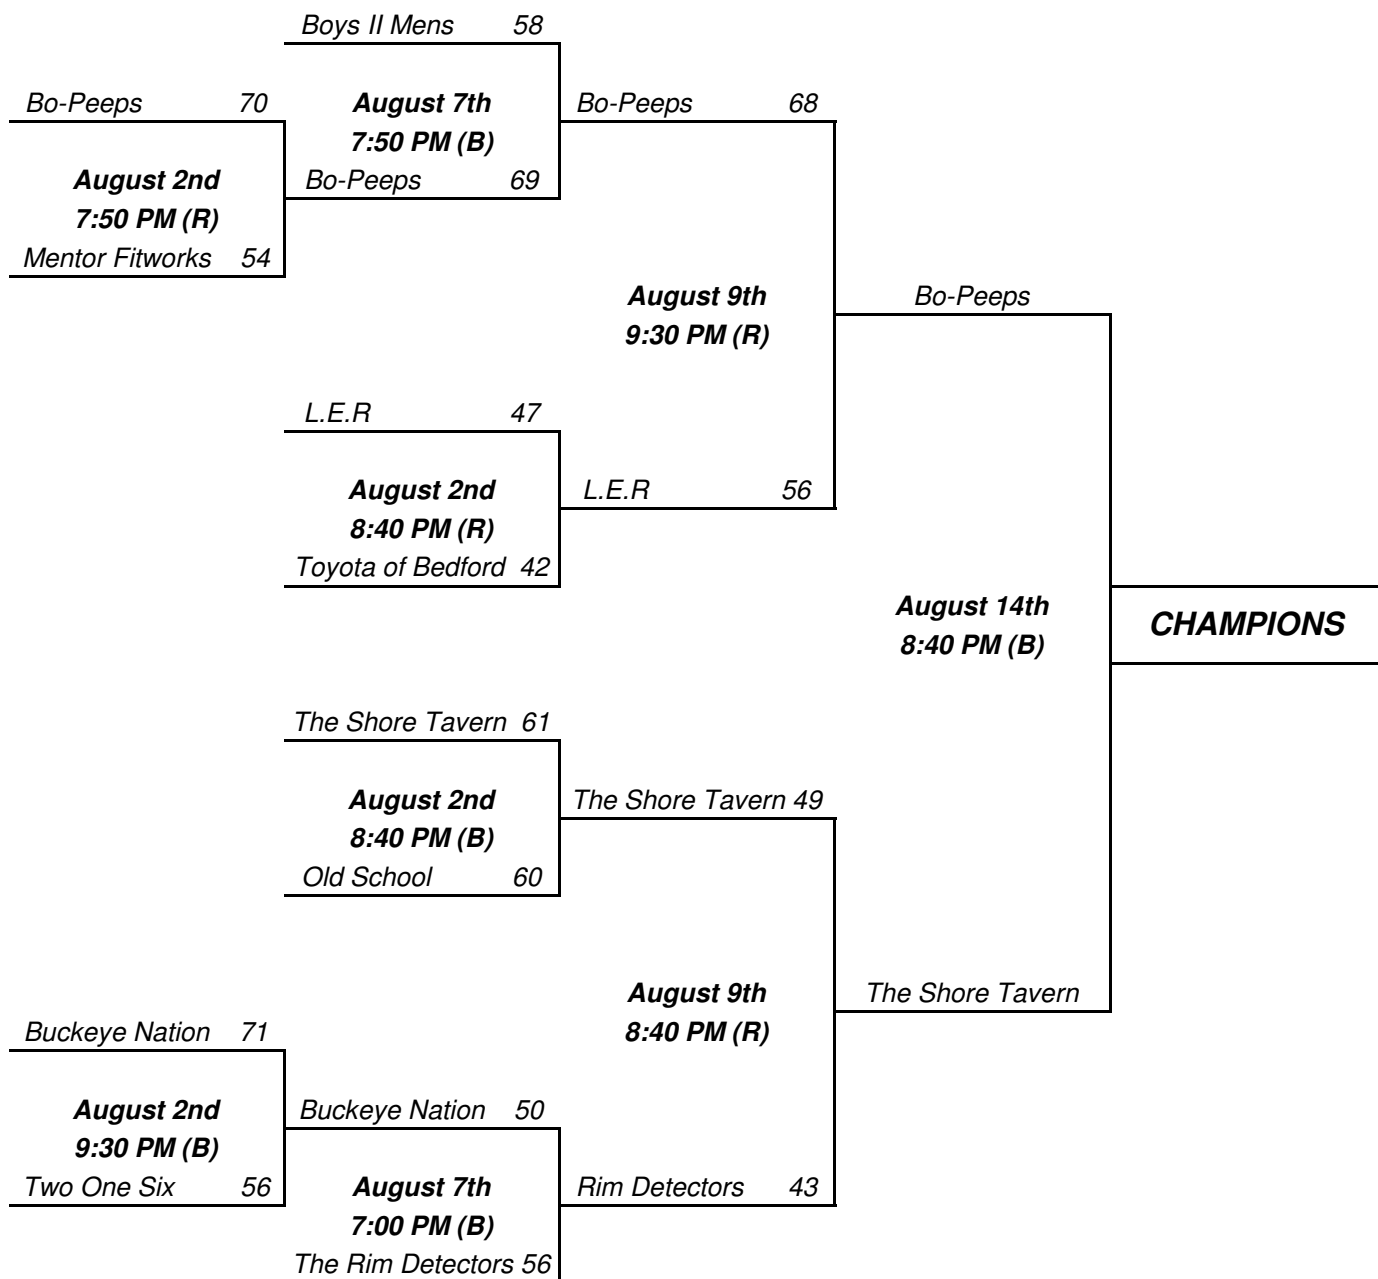 Boys II Mens 58
Bo-Peeps 70
August 7th
Bo-Peeps 68
7:50 PM (B)
August 2nd
Bo-Peeps 69
7:50 PM (R)
Mentor Fitworks 54
August 9th
Bo-Peeps
9:30 PM (R)
L.E.R 47
August 2nd
L.E.R 56
8:40 PM (R)
Toyota of Bedford 42
August 14th
CHAMPIONS
8:40 PM (B)
The Shore Tavern 61
August 2nd
The Shore Tavern 49
8:40 PM (B)
Old School 60
August 9th
The Shore Tavern
Buckeye Nation 71
8:40 PM (R)
August 2nd
Buckeye Nation 50
9:30 PM (B)
Two One Six 56
August 7th
Rim Detectors 43
7:00 PM (B)
The Rim Detectors 56